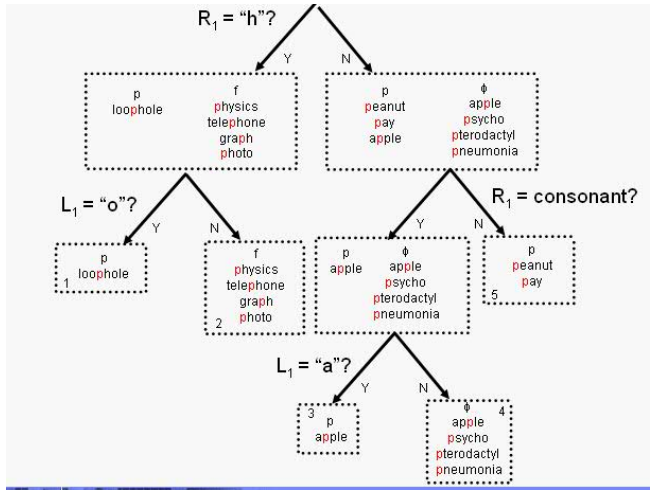 R₁ = “h”?
Y
N
p
loophole
f
physics
telephone
graph
photo
p
peanut
pay
apple
ϕ
apple
psycho
pterodactyl
pneumonia
L₁ = “o”?
Y
N
R₁ = consonant?
Y
N
p
loophole
1
f
physics
telephone
graph
photo
2
p
apple
ϕ
apple
psycho
pterodactyl
pneumonia
p
peanut
pay
5
L₁ = “a”?
Y
N
3
p
apple
ϕ
4
apple
psycho
pterodactyl
pneumonia